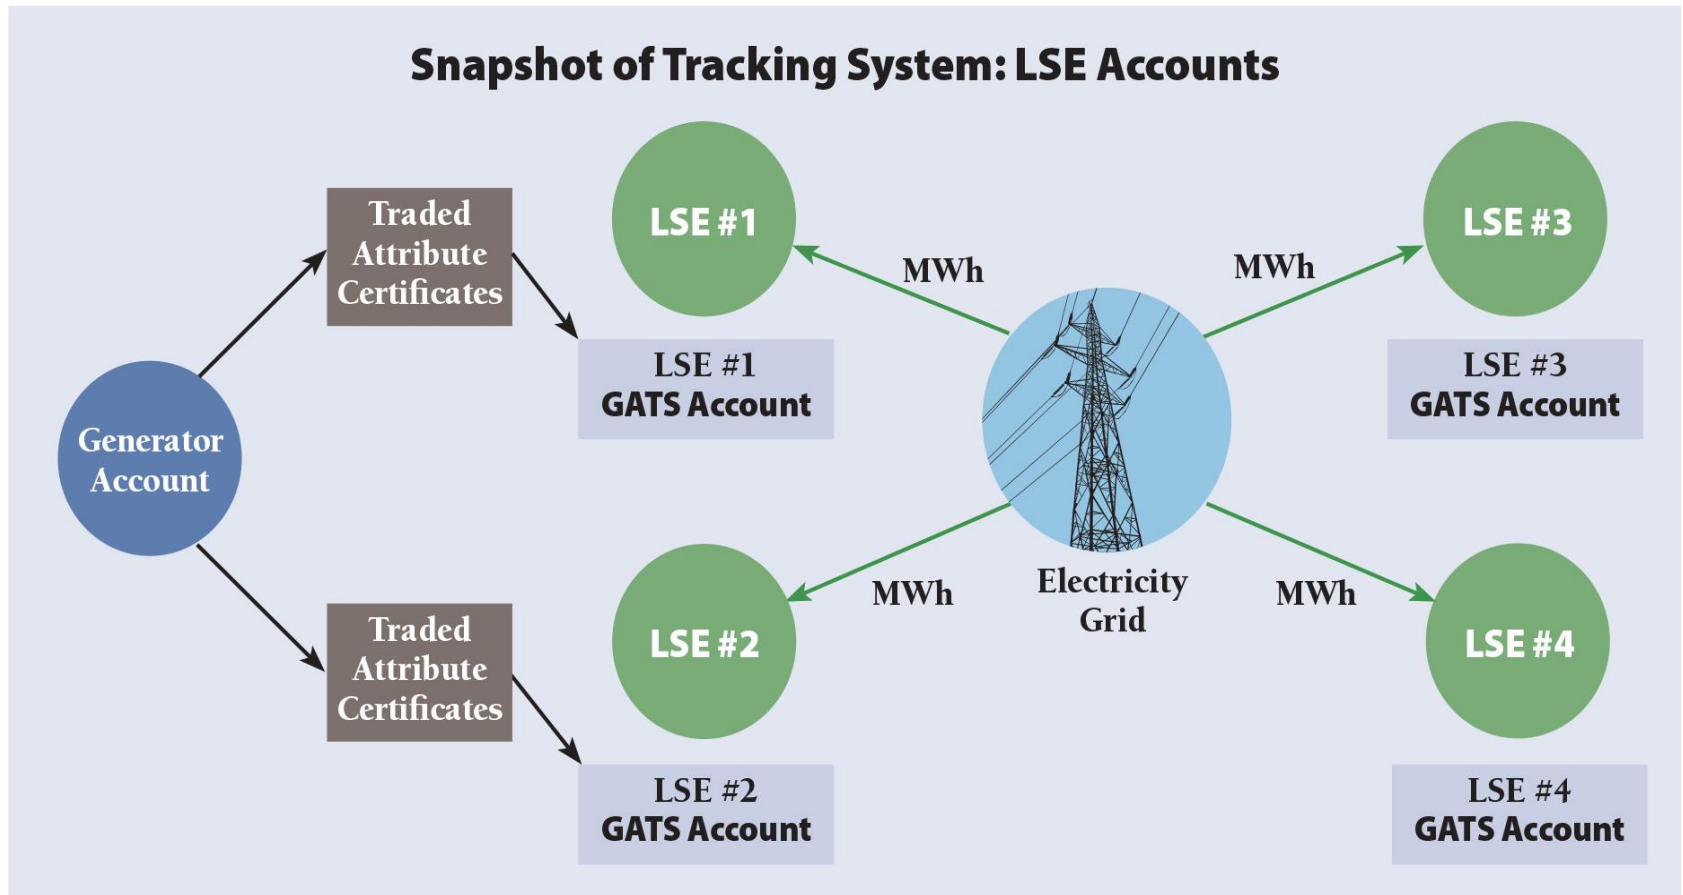 Snapshot of Tracking System: LSE Accounts
Traded
Attribute
Certificates
LSE #1
LSE #1
GATS Account
MWh
MWh
LSE #3
LSE #3
GATS Account
Generator
Account
Traded
Attribute
Certificates
LSE #2
LSE #2
GATS Account
MWh
Electricity
Grid
MWh
LSE #4
LSE #4
GATS Account